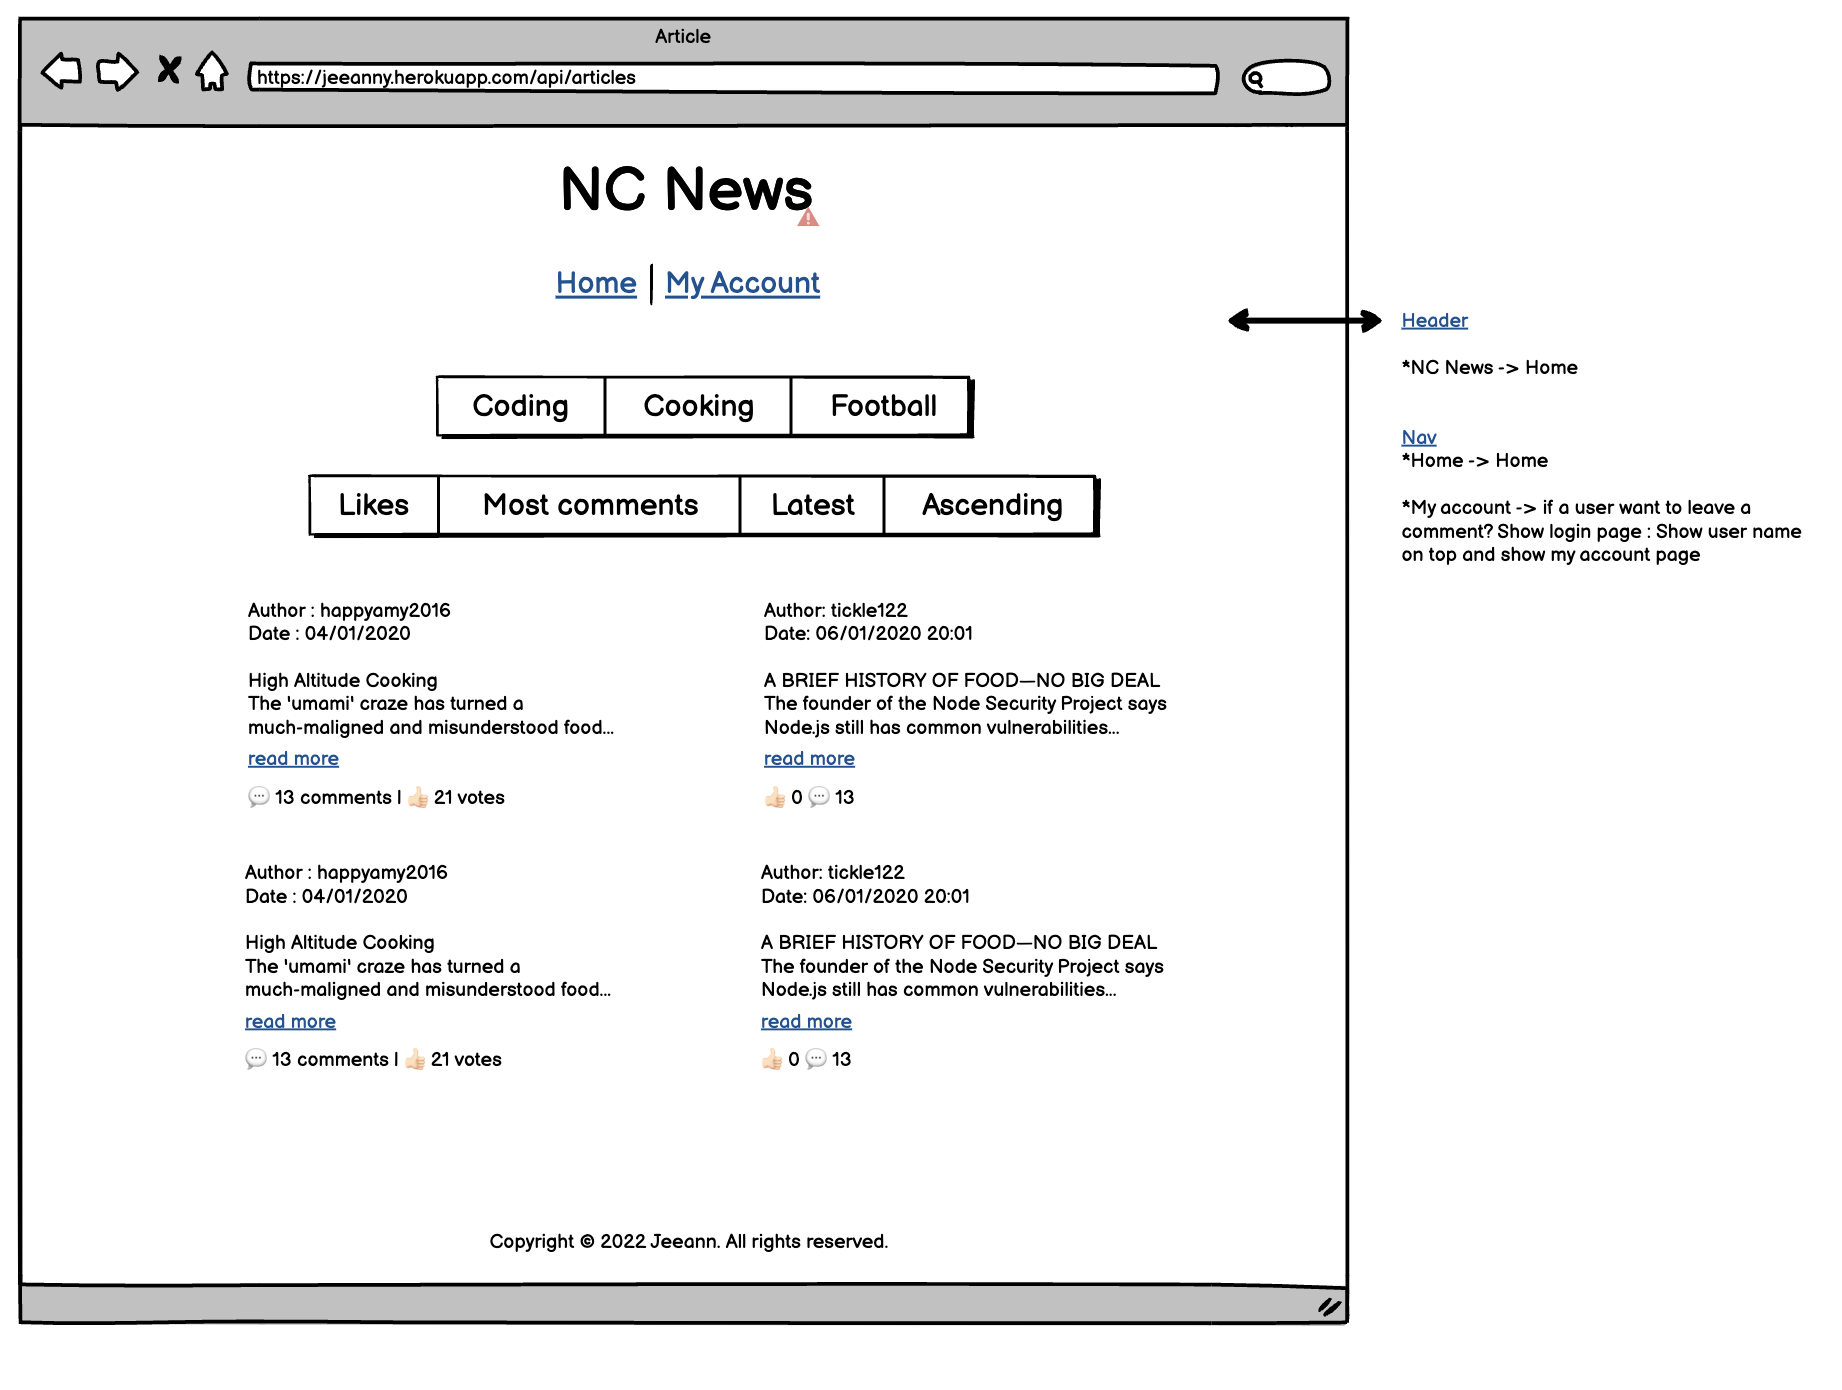 Article
https://jeeanny.herokuapp.com/api/articles
NC News
Home | My Account
Coding Cooking Football
Likes Most comments Latest Ascending
Author : happyamy2016
Date : 04/01/2020
High Altitude Cooking
The 'umami' craze has turned a
much-maligned and misunderstood food...
read more
13 comments | 21 votes
Author: tickle122
Date: 06/01/2020 20:01
A BRIEF HISTORY OF FOOD—NO BIG DEAL
The founder of the Node Security Project says
Node.js still has common vulnerabilities...
read more
0 13
Author : happyamy2016
Date : 04/01/2020
High Altitude Cooking
The 'umami' craze has turned a
much-maligned and misunderstood food...
read more
13 comments | 21 votes
Author: tickle122
Date: 06/01/2020 20:01
A BRIEF HISTORY OF FOOD—NO BIG DEAL
The founder of the Node Security Project says
Node.js still has common vulnerabilities...
read more
0 13
Copyright © 2022 Jeeann. All rights reserved.
Header
*NC News -> Home
Nav
*Home -> Home
*My account -> if a user want to leave a
comment? Show login page : Show user name
on top and show my account page